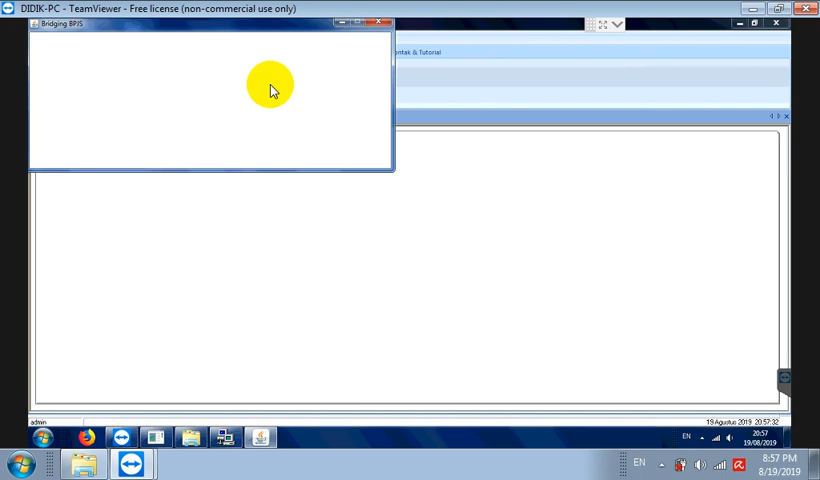 DIDIK-PC - TeamViewer - Free license (non-commercial use only)
Bridging BPJS
ontak & Tutorial
admin
19 Agustus 2019 20:57:32
EN
20:57
19/08/2019
EN
8:57 PM
8/19/2019